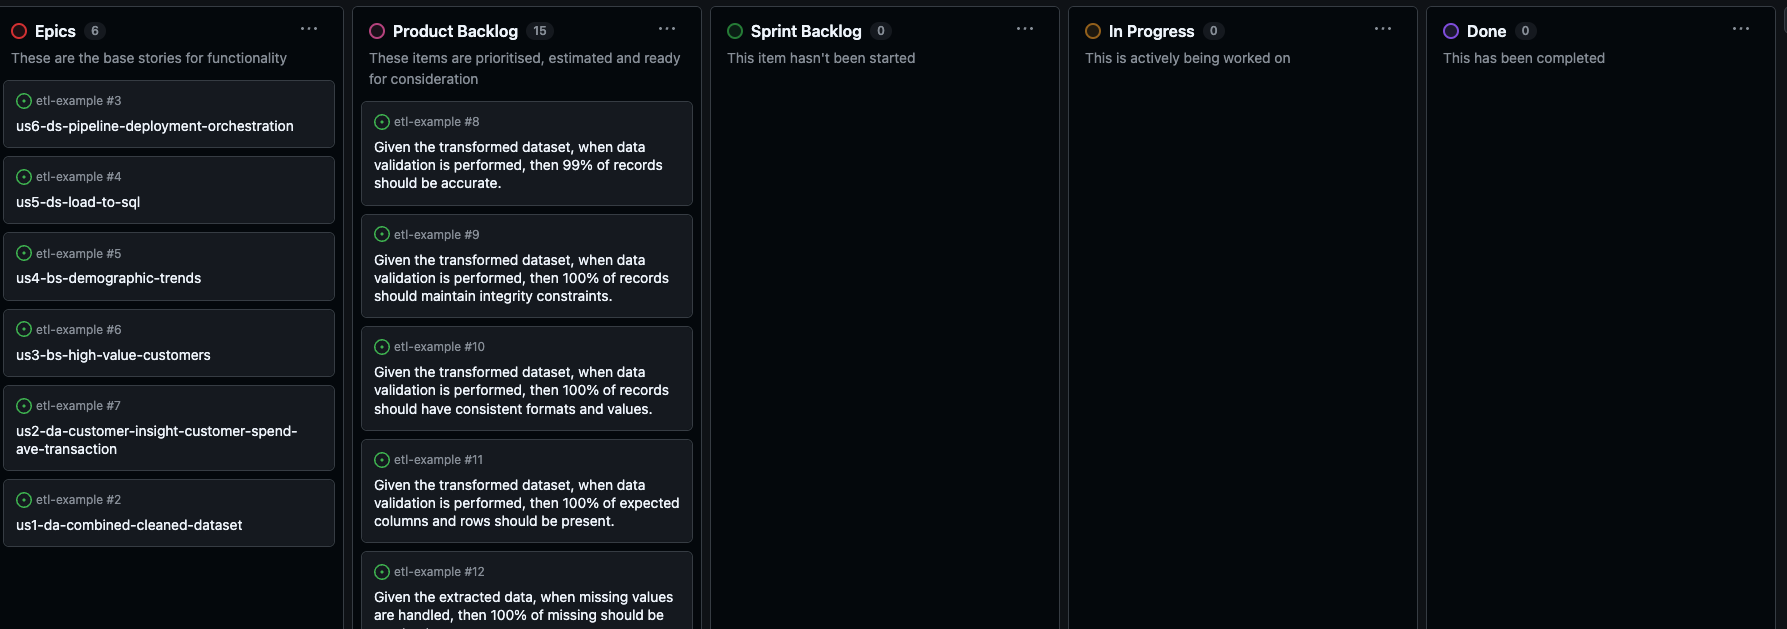 Epics 6
These are the base stories for functionality
etl-example #3
us6-ds-pipeline-deployment-orchestration
etl-example #4
us5-ds-load-to-sql
etl-example #5
us4-bs-demographic-trends
etl-example #6
us3-bs-high-value-customers
etl-example #7
us2-da-customer-insight-customer-spend-
ave-transaction
etl-example #2
us1-da-combined-cleaned-dataset
Product Backlog 15
These items are prioritised, estimated and ready
for consideration
etl-example #8
Given the transformed dataset, when data
validation is performed, then 99% of records
should be accurate.
etl-example #9
Given the transformed dataset, when data
validation is performed, then 100% of records
should maintain integrity constraints.
etl-example #10
Given the transformed dataset, when data
validation is performed, then 100% of records
should have consistent formats and values.
etl-example #11
Given the transformed dataset, when data
validation is performed, then 100% of expected
columns and rows should be present.
etl-example #12
Given the extracted data, when missing values
are handled, then 100% of missing should be
Sprint Backlog 0
This item hasn't been started
In Progress 0
This is actively being worked on
Done 0
This has been completed